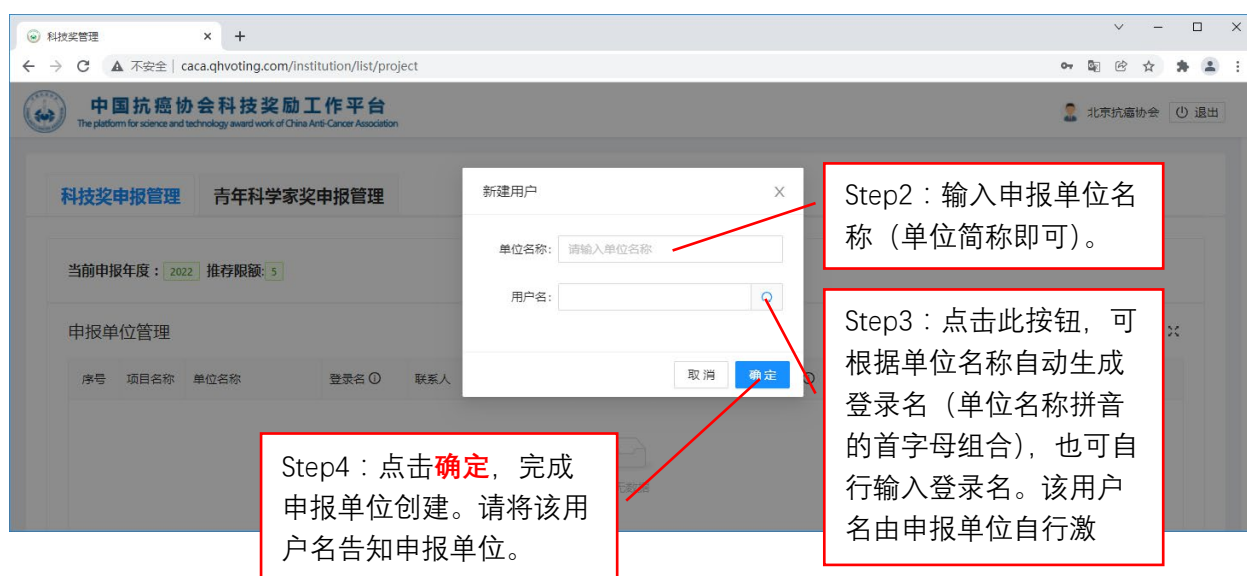 科技奖管理
不安全 | caca.qhvoting.com/institution/list/project
中国抗癌协会科技奖励工作平台
The platform for science and technology award work of China Anti-Cancer Association
北京抗癌协会 退出
科技奖申报管理 青年科学家奖申报管理
当前申报年度： 2022 推荐限额: 5
申报单位管理
序号 项目名称 单位名称 登录名 联系人
新建用户
单位名称: 请输入单位名称
用户名:
取 消 确 定
Step2：输入申报单位名
称（单位简称即可）。
Step3：点击此按钮，可
根据单位名称自动生成
登录名（单位名称拼音
的首字母组合），也可自
行输入登录名。该用户
名由申报单位自行激
Step4：点击确定，完成
申报单位创建。请将该用
户名告知申报单位。